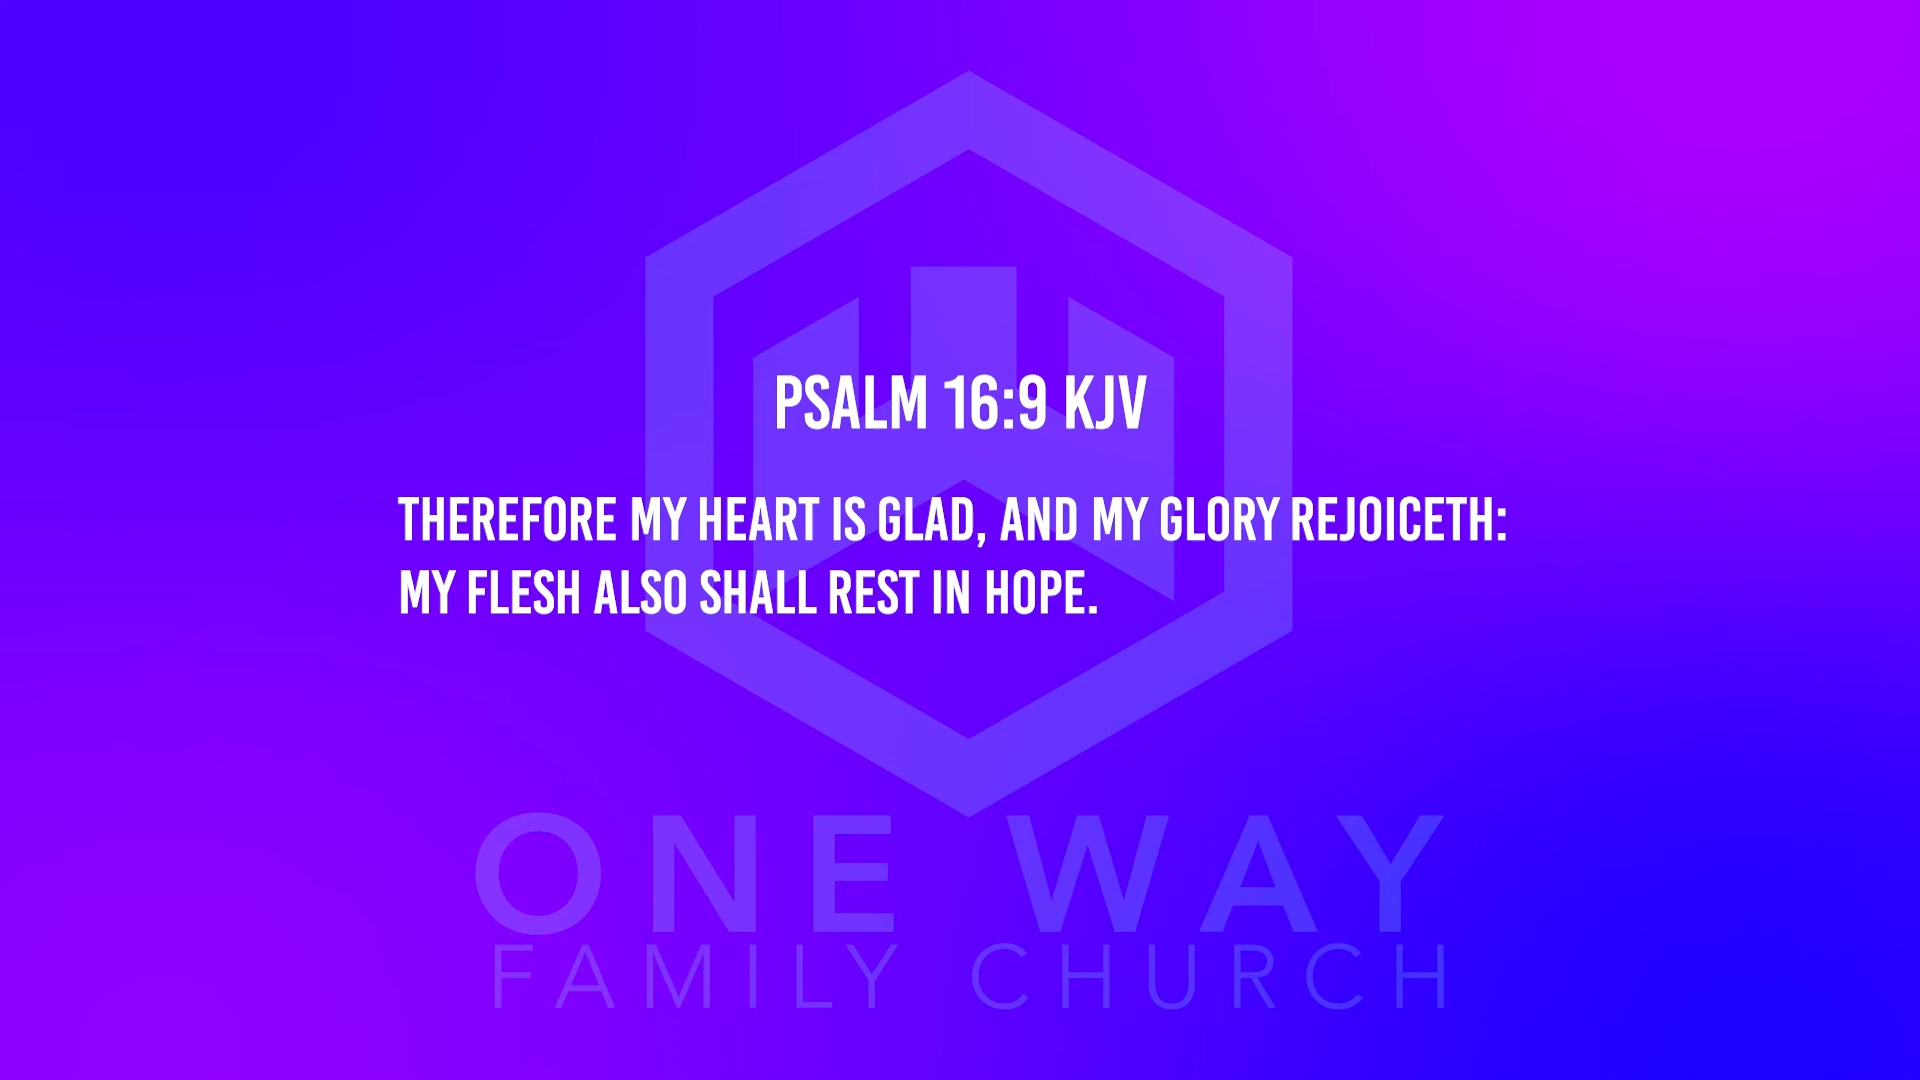 PSALM 16:9 KJV
THEREFORE MY HEART IS GLAD, AND MY GLORY REJOICETH:
MY FLESH ALSO SHALL REST IN HOPE.
ONE WAY
FAMILY CHURCH